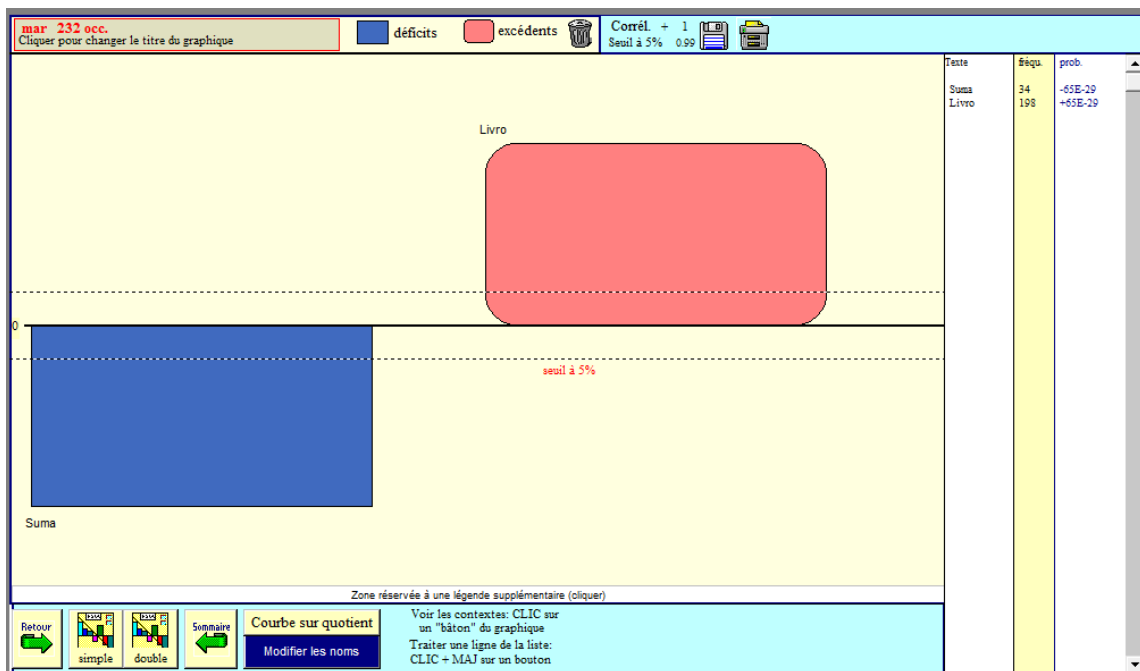 mar 232 occ.
Cliquer pour changer le titre du graphique
déficits
excédents
Corrél. + 1
Seuil à 5% 0.99
Texte fréqu. prob.
Suma 34 -65E-29
Livro 198 +65E-29
Livro
0
seuil à 5%
Suma
Zone réservée à une légende supplémentaire (cliquer)
Retour
simple
double
Sommaire
Courbe sur quotient
Modifier les noms
Voir les contextes: CLIC sur
un "bâton" du graphique
Traiter une ligne de la liste:
CLIC + MAJ sur un bouton